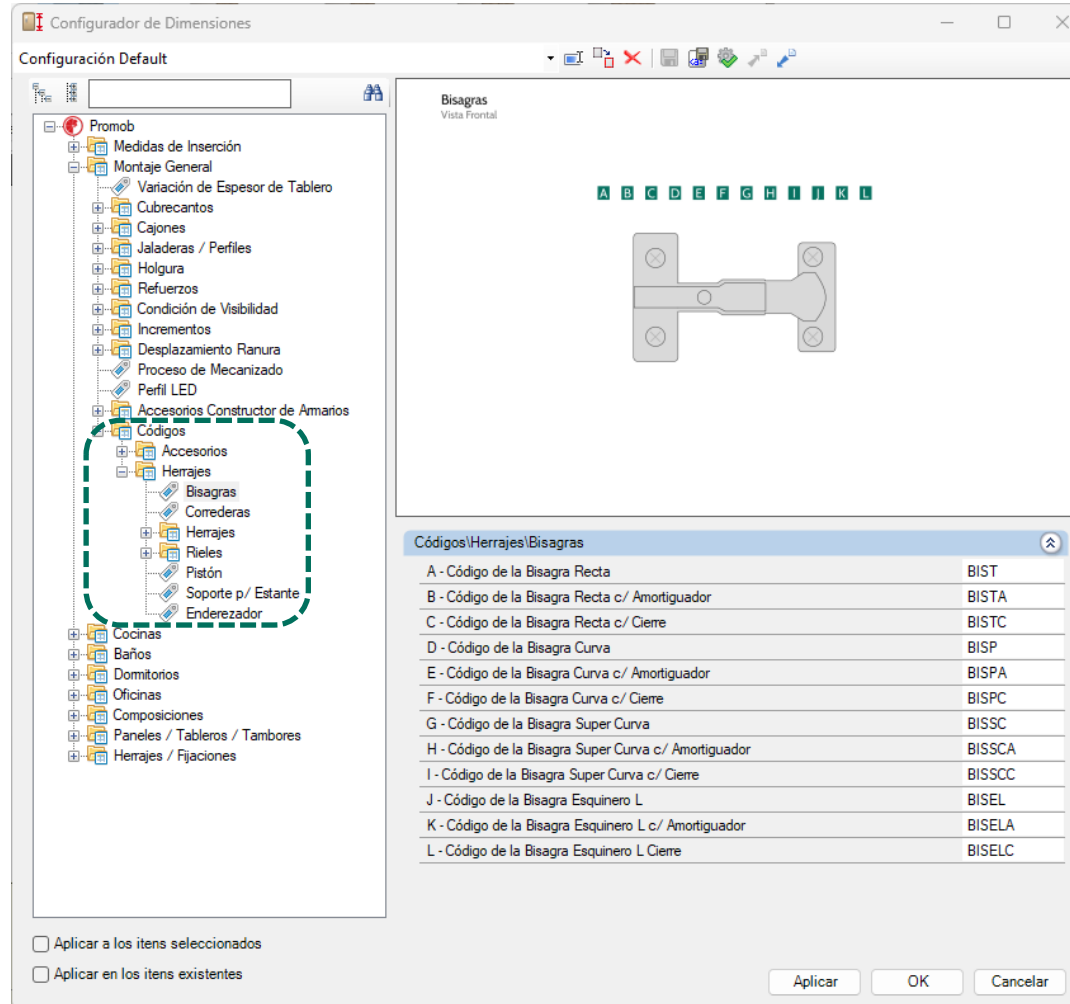 Configurador de Dimensiones
Configuración Default
Promob
Medidas de Inserción
Montaje General
Variación de Espesor de Tablero
Cubrecantos
Cajones
Jaladeras / Perfiles
Holgura
Refuerzos
Condición de Visibilidad
Incrementos
Desplazamiento Ranura
Proceso de Mecanizado
Perfil LED
Accesorios Constructor de Armarios
Códigos
Accesorios
Herrajes
Bisagras
Correderas
Herrajes
Rieles
Pistón
Soporte p/ Estante
Enderezador
Cocinas
Baños
Dormitorios
Oficinas
Composiciones
Paneles / Tableros / Tambores
Herrajes / Fijaciones
Bisagras
Vista Frontal
A B C D E F G H I J K L
Códigos\Herrajes\Bisagras
A - Código de la Bisagra Recta BIST
B - Código de la Bisagra Recta c/ Amortiguador BISTA
C - Código de la Bisagra Recta c/ Cierre BISTC
D - Código de la Bisagra Curva BISP
E - Código de la Bisagra Curva c/ Amortiguador BISPA
F - Código de la Bisagra Curva c/ Cierre BISPC
G - Código de la Bisagra Super Curva BISSC
H - Código de la Bisagra Super Curva c/ Amortiguador BISSCA
I - Código de la Bisagra Super Curva c/ Cierre BISSCC
J - Código de la Bisagra Esquinero L BISEL
K - Código de la Bisagra Esquinero L c/ Amortiguador BISELA
L - Código de la Bisagra Esquinero L Cierre BISELC
Aplicar a los itens seleccionados
Aplicar en los itens existentes
Aplicar OK Cancelar